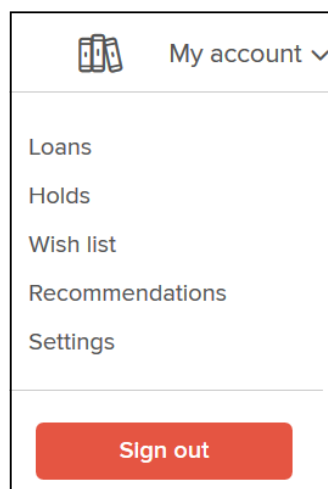 My account
Loans
Holds
Wish list
Recommendations
Settings
Sign out